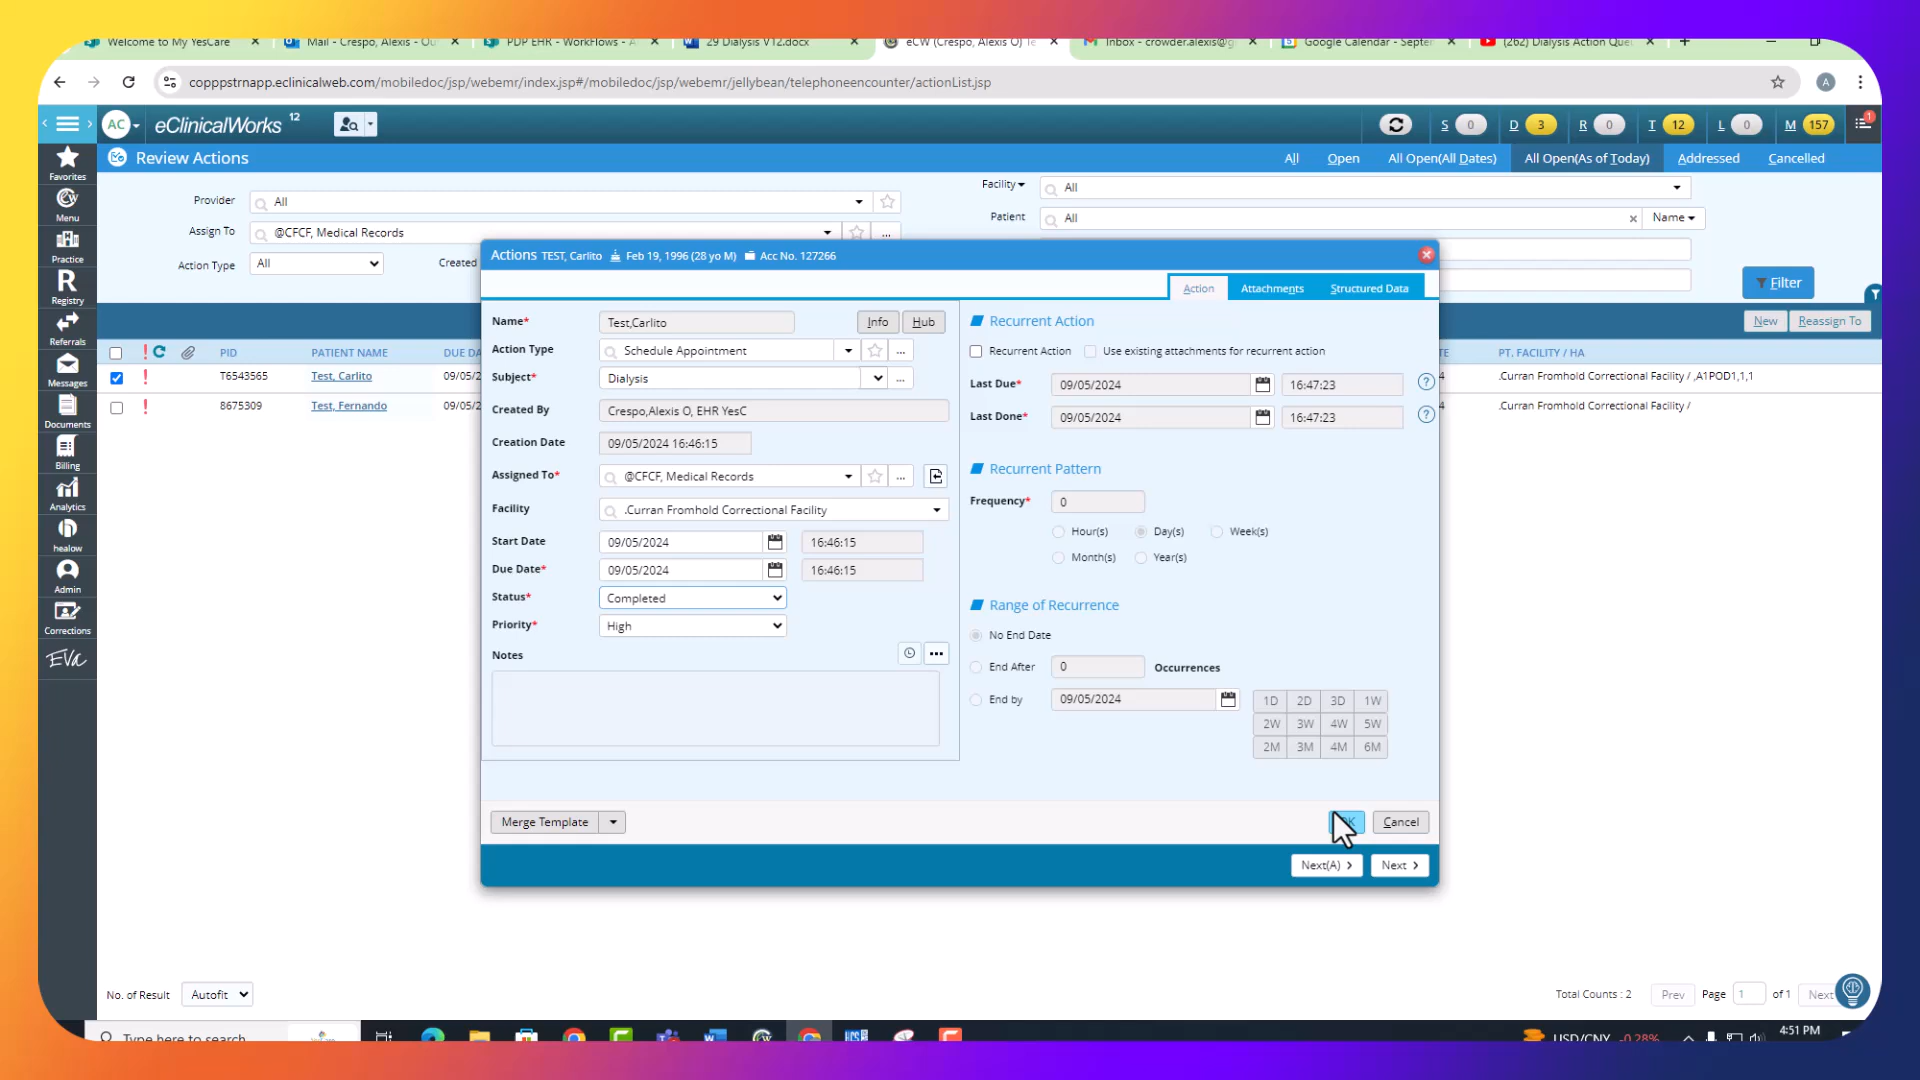 Welcome to My YesCare
Mail - Crespo, Alexis - Ou
PDP EHR - WorkFlows - A
29 Dialysis V12.docx
eCW (Crespo, Alexis O) Te
Inbox - crowder.alexis@g
Google Calendar - Septe
(262) Dialysis Action Que
copppstrnapp.eclinicalweb.com/mobiledoc/jsp/webemr/index.jsp#/mobiledoc/jsp/webemr/jellybean/telephoneencounter/actionList.jsp
A
AC
eClinicalWorks 12
S 0 D 3 R 0 T 12 L 0 M 157
1
Favorites
Menu
Practice
Registry
Referrals
Messages
Documents
Billing
Analytics
healow
Admin
Corrections
EVA
Review Actions
All Open All Open(All Dates) All Open(As of Today) Addressed Cancelled
Provider All
Facility All
Assign To @CFCF, Medical Records ...
Patient All × Name
Action Type All Created
Filter
New Reassign To
PID PATIENT NAME DUE DA
TE PT. FACILITY / HA
T6543565 Test, Carlito 09/05/2
4 .Curran Fromhold Correctional Facility / ,A1POD1,1,1
8675309 Test, Fernando 09/05/2
4 .Curran Fromhold Correctional Facility /
Actions TEST, Carlito Feb 19, 1996 (28 yo M) Acc No. 127266
Action Attachments Structured Data
Name* Test,Carlito Info Hub
Action Type Schedule Appointment ...
Subject* Dialysis ...
Created By Crespo,Alexis O, EHR YesC
Creation Date 09/05/2024 16:46:15
Assigned To* @CFCF, Medical Records ...
Facility .Curran Fromhold Correctional Facility
Start Date 09/05/2024 16:46:15
Due Date* 09/05/2024 16:46:15
Status* Completed
Priority* High
Notes
Recurrent Action
Recurrent Action Use existing attachments for recurrent action
Last Due* 09/05/2024 16:47:23 ?
Last Done* 09/05/2024 16:47:23 ?
Recurrent Pattern
Frequency* 0
Hour(s) Day(s) Week(s)
Month(s) Year(s)
Range of Recurrence
No End Date
End After 0 Occurrences
End by 09/05/2024
1D 2D 3D 1W
2W 3W 4W 5W
2M 3M 4M 6M
Merge Template
Cancel
Next(A) Next
No. of Result Autofit
Total Counts : 2 Prev Page 1 of 1 Next
Type here to search
USD/CNY -0.28%
4:51 PM